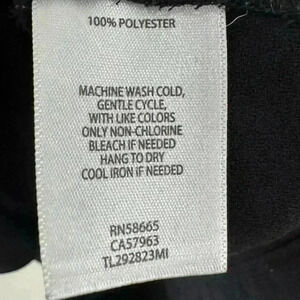 100% POLYESTER
MACHINE WASH COLD,
GENTLE CYCLE,
WITH LIKE COLORS
ONLY NON-CHLORINE
BLEACH IF NEEDED
HANG TO DRY
COOL IRON IF NEEDED
RN58665
CA57963
TL292823MI